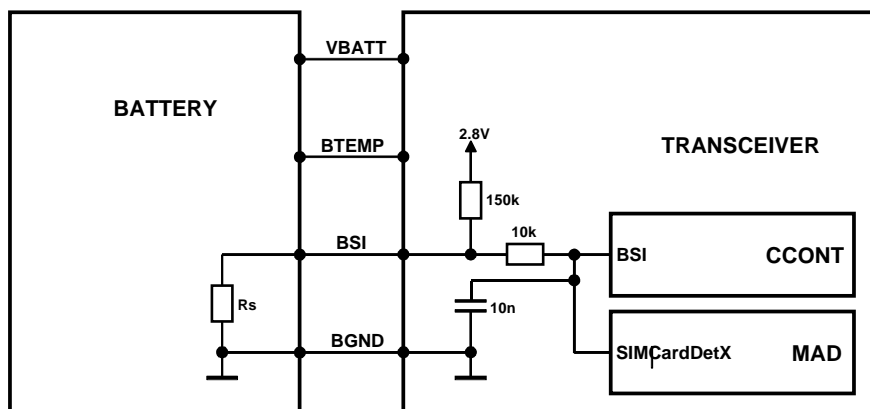 VBATT
BATTERY
2.8V
BTEMP
TRANSCEIVER
150k
10k
BSI
BSI
CCONT
Rs
10n
BGND
SIMCardDetX
MAD